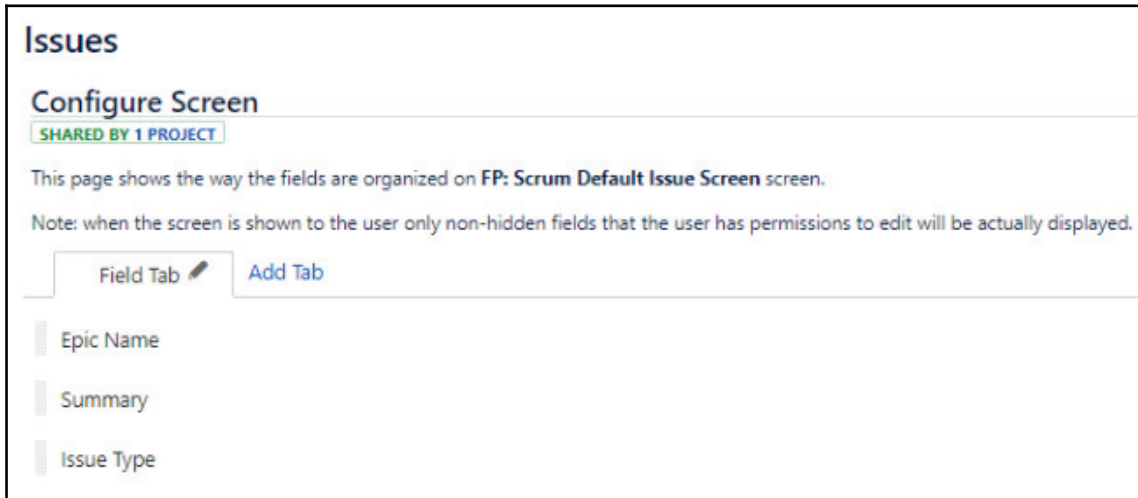 Issues
Configure Screen
SHARED BY 1 PROJECT
This page shows the way the fields are organized on FP: Scrum Default Issue Screen screen.
Note: when the screen is shown to the user only non-hidden fields that the user has permissions to edit will be actually displayed.
Field Tab Add Tab
Epic Name
Summary
Issue Type